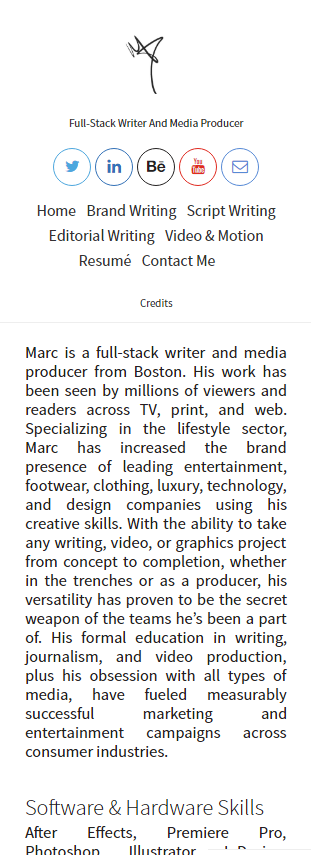 Full-Stack Writer And Media Producer
Bē
You
Tube
Home Brand Writing Script Writing
Editorial Writing Video & Motion
Resumé Contact Me
Credits
Marc is a full-stack writer and media
producer from Boston. His work has
been seen by millions of viewers and
readers across TV, print, and web.
Specializing in the lifestyle sector,
Marc has increased the brand
presence of leading entertainment,
footwear, clothing, luxury, technology,
and design companies using his
creative skills. With the ability to take
any writing, video, or graphics project
from concept to completion, whether
in the trenches or as a producer, his
versatility has proven to be the secret
weapon of the teams he’s been a part
of. His formal education in writing,
journalism, and video production,
plus his obsession with all types of
media, have fueled measurably
successful marketing and
entertainment campaigns across
consumer industries.
Software & Hardware Skills
After Effects, Premiere Pro,
Photoshop, Illustrator,